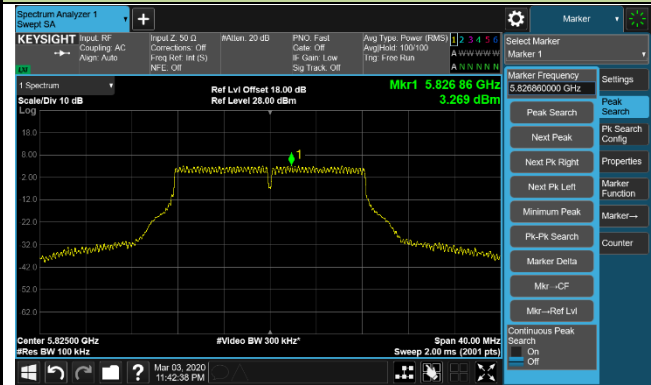 Spectrum Analyzer 1
Swept SA
+
Marker
KEYSIGHT
Input: RF
Coupling: AC
Align: Auto
Input Z: 50 Ω
Corrections: Off
Freq Ref: Int (S)
NFE: Off
#Atten: 20 dB
PNO: Fast
Gate: Off
IF Gain: Low
Sig Track: Off
Avg Type: Power (RMS)
Avg|Hold: 100/100
Trig: Free Run
1 2 3 4 5 6
A W W W W W
A N N N N N
1 Spectrum
Scale/Div 10 dB
Log
Ref Lvl Offset 18.00 dB
Ref Level 28.00 dBm
Mkr1 5.826 86 GHz
3.269 dBm
18.0
8.00
2.00
12.0
22.0
32.0
-42.0
52.0
62.0
1
Center 5.82500 GHz
#Res BW 100 kHz
#Video BW 300 kHz*
Span 40.00 MHz
Sweep 2.00 ms (2001 pts)
Select Marker
Marker 1
Marker Frequency
5.826860000 GHz
Peak Search
Next Peak
Next Pk Right
Next Pk Left
Minimum Peak
Pk-Pk Search
Marker Delta
Mkr→CF
Mkr→Ref Lvl
Continuous Peak
Search
On
Off
Settings
Peak
Search
Pk Search
Config
Properties
Marker
Function
Marker→
Counter
?
Mar 03, 2020
11:42:38 PM